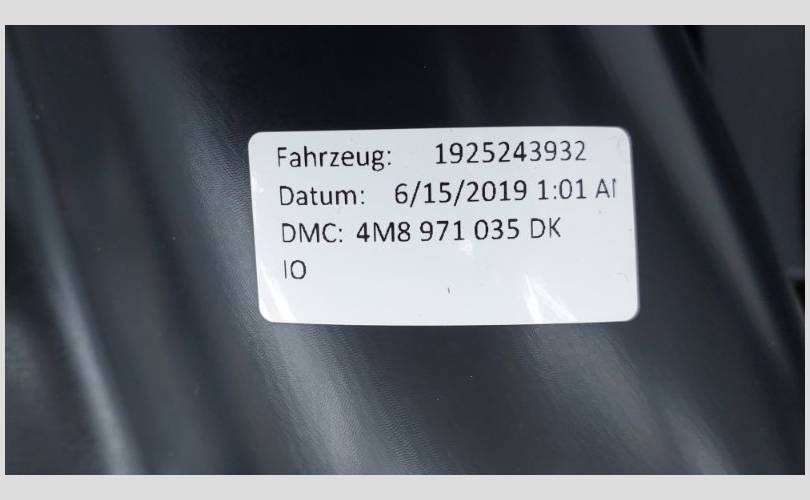 Fahrzeug: 1925243932
Datum: 6/15/2019 1:01 A
DMC: 4M8 971 035 DK
IO